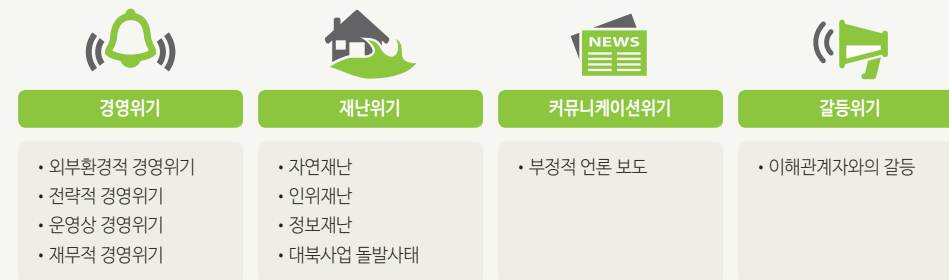 NEWS
경영위기
재난위기
커뮤니케이션위기
갈등위기
• 외부환경적 경영위기
• 전략적 경영위기
• 운영상 경영위기
• 재무적 경영위기
• 자연재난
• 인위재난
• 정보재난
• 대북사업 돌발사태
• 부정적 언론 보도
• 이해관계자와의 갈등